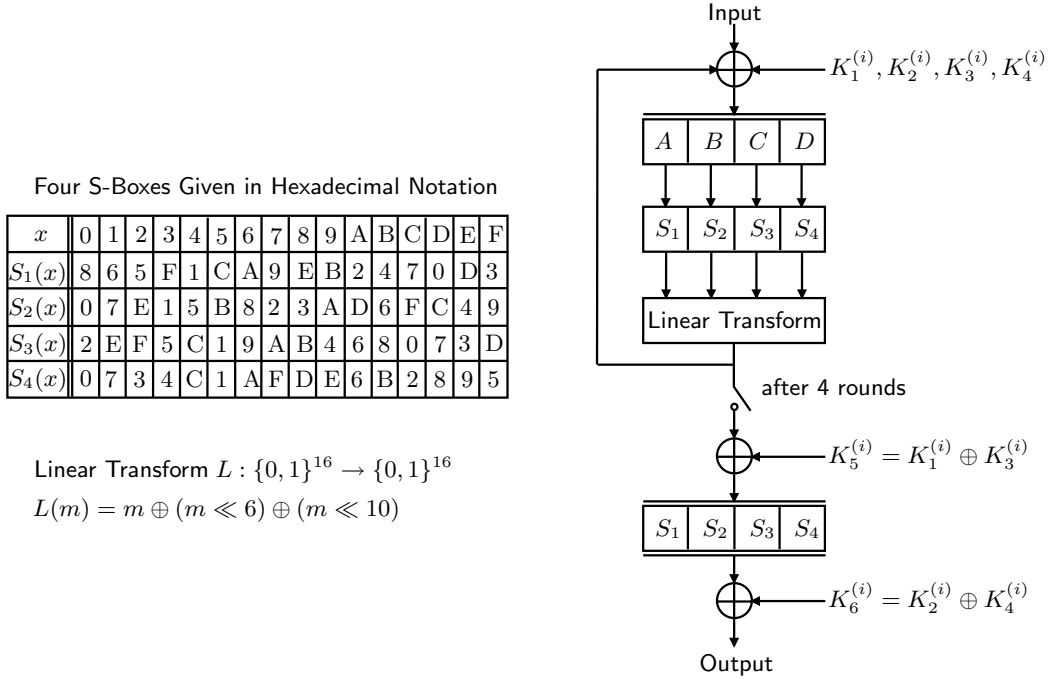 Four S-Boxes Given in Hexadecimal Notation
x 0 1 2 3 4 5 6 7 8 9 A B C D E F
S₁(x) 8 6 5 F 1 C A 9 E B 2 4 7 0 D 3
S₂(x) 0 7 E 1 5 B 8 2 3 A D 6 F C 4 9
S₃(x) 2 E F 5 C 1 9 A B 4 6 8 0 7 3 D
S₄(x) 0 7 3 4 C 1 A F D E 6 B 2 8 9 5
Linear Transform L : {0, 1}¹⁶ → {0, 1}¹⁶
L(m) = m ⊕ (m ≪ 6) ⊕ (m ≪ 10)
Input
K₁⁽ⁱ⁾, K₂⁽ⁱ⁾, K₃⁽ⁱ⁾, K₄⁽ⁱ⁾
A B C D
S₁ S₂ S₃ S₄
Linear Transform
after 4 rounds
K₅⁽ⁱ⁾ = K₁⁽ⁱ⁾ ⊕ K₃⁽ⁱ⁾
S₁ S₂ S₃ S₄
K₆⁽ⁱ⁾ = K₂⁽ⁱ⁾ ⊕ K₄⁽ⁱ⁾
Output